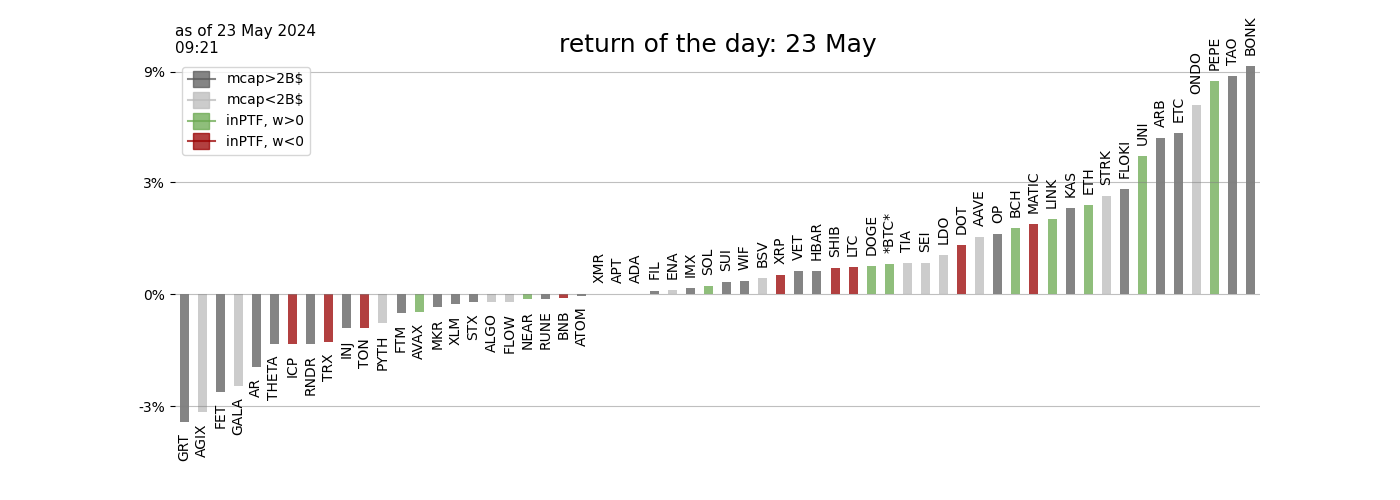 as of 23 May 2024
09:21
return of the day: 23 May
mcap>2B$
mcap<2B$
inPTF, w>0
inPTF, w<0
9%
3%
0%
-3%
GRT
AGIX
FET
GALA
AR
THETA
ICP
RNDR
TRX
INJ
TON
PYTH
FTM
AVAX
MKR
XLM
STX
ALGO
FLOW
NEAR
RUNE
BNB
ATOM
XMR
APT
ADA
FIL
ENA
IMX
SOL
SUI
WIF
BSV
XRP
VET
HBAR
SHIB
LTC
DOGE
*BTC*
TIA
SEI
LDO
DOT
AAVE
OP
BCH
MATIC
LINK
KAS
ETH
STRK
FLOKI
UNI
ARB
ETC
ONDO
PEPE
TAO
BONK